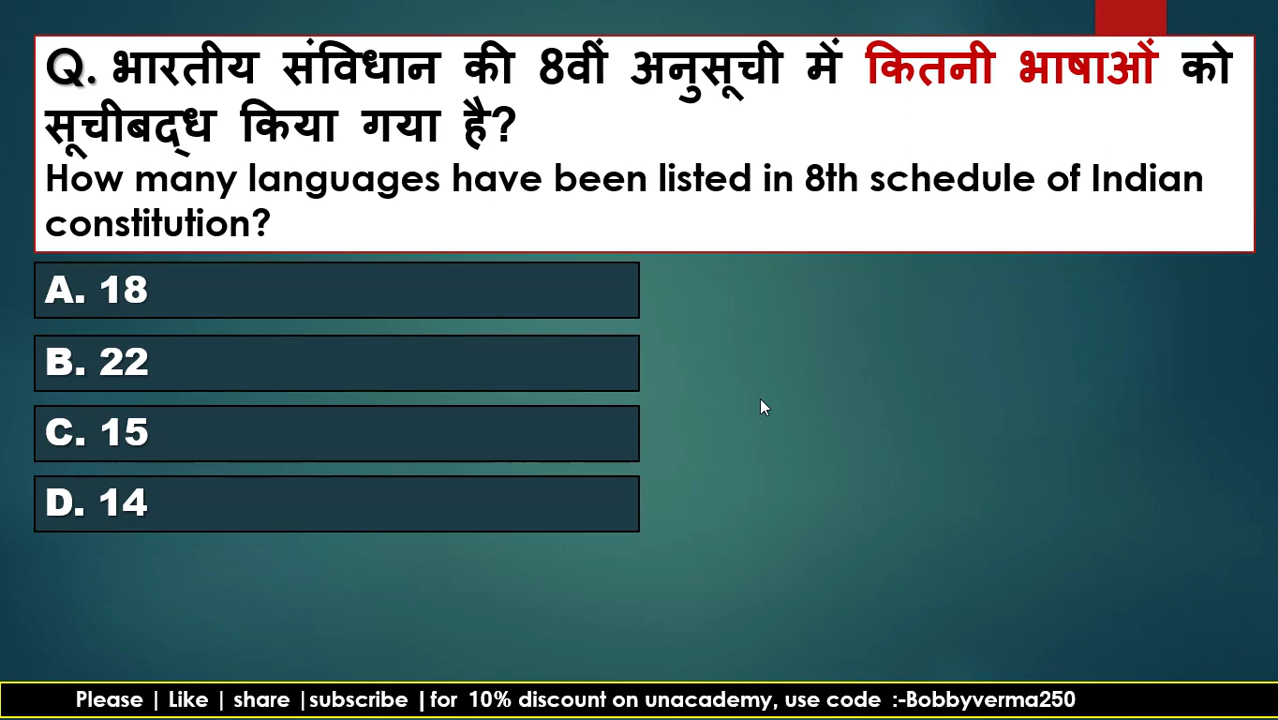 Q. भारतीय संविधान की 8वीं अनुसूची में कितनी भाषाओं को
सूचीबद्ध किया गया है?
How many languages have been listed in 8th schedule of Indian
constitution?
A. 18
B. 22
C. 15
D. 14
Please | Like | share |subscribe |for 10% discount on unacademy, use code :-Bobbyverma250